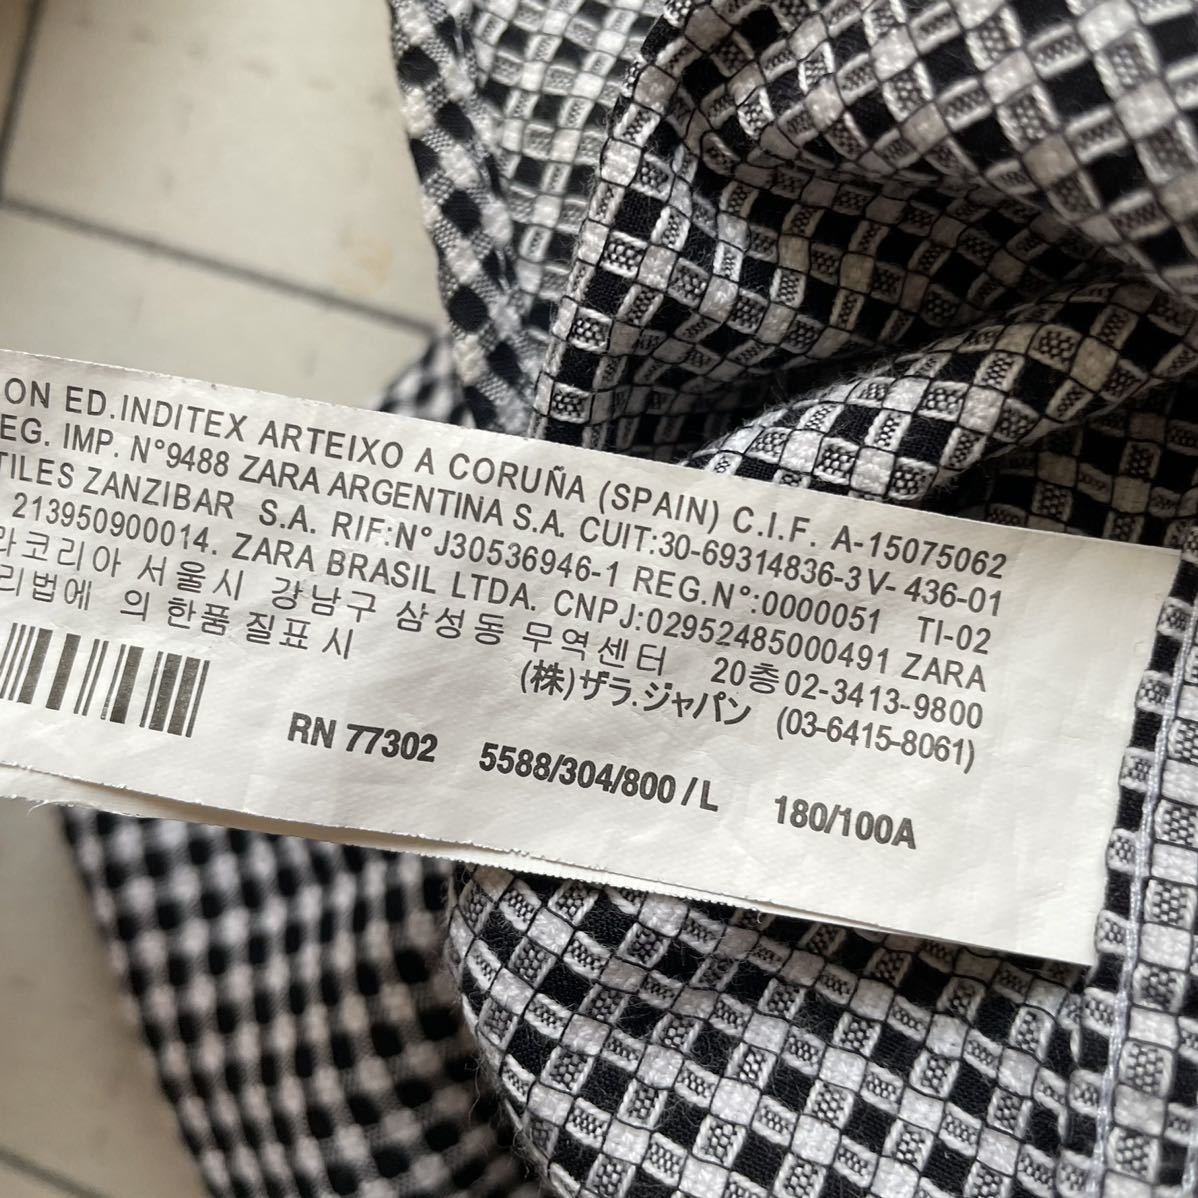 ON ED.INDITEX ARTEIXO A CORUÑA (SPAIN) C.I.F. A-15075062
EG. IMP. N°9488 ZARA ARGENTINA S.A. CUIT:30-69314836-3 V- 436-01
TILES ZANZIBAR S.A. RIF:N°J30536946-1 REG.N°:0000051 TI-02
213950900014. ZARA BRASIL LTDA. CNPJ:02952485000491 ZARA
라코리아 서울시 강남구 삼성동 무역센터 20층02-3413-9800
리법에 의 한품 질표 시 (株)ザラ.ジャパン (03-6415-8061)
RN 77302 5588/304/800 / L 180/100A